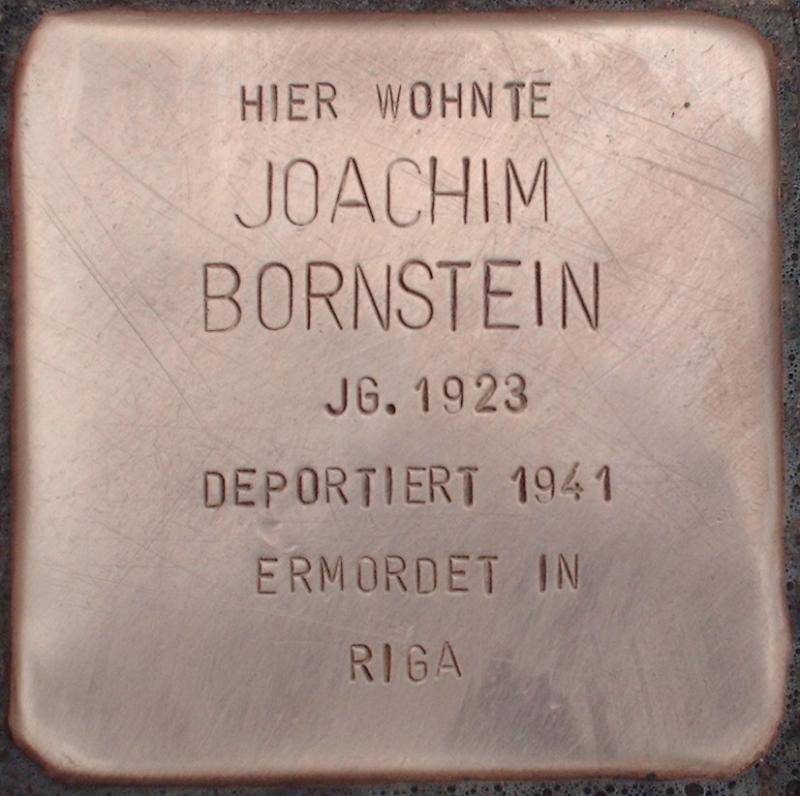 HIER WOHNTE
JOACHIM
BORNSTEIN
JG. 1923
DEPORTIERT 1941
ERMORDET IN
RIGA